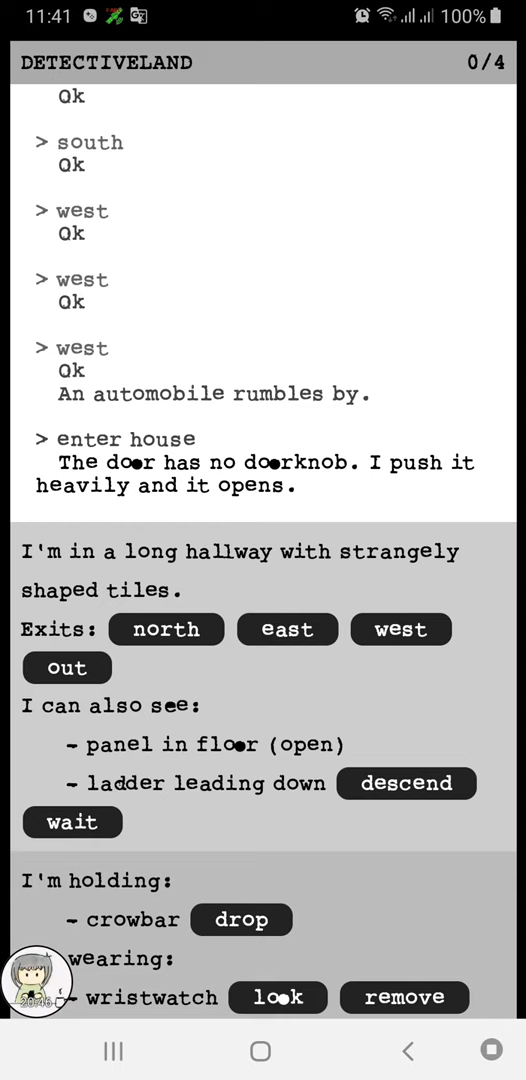 11:41 100%
DETECTIVELAND 0/4
Ok
> south
Ok
> west
Ok
> west
Ok
> west
Ok
An automobile rumbles by.
> enter house
The door has no doorknob. I push it
heavily and it opens.
I'm in a long hallway with strangely
shaped tiles.
Exits: north east west
out
I can also see:
- panel in floor (open)
- ladder leading down descend
wait
I'm holding:
- crowbar drop
wearing:
20:46
- wristwatch look remove